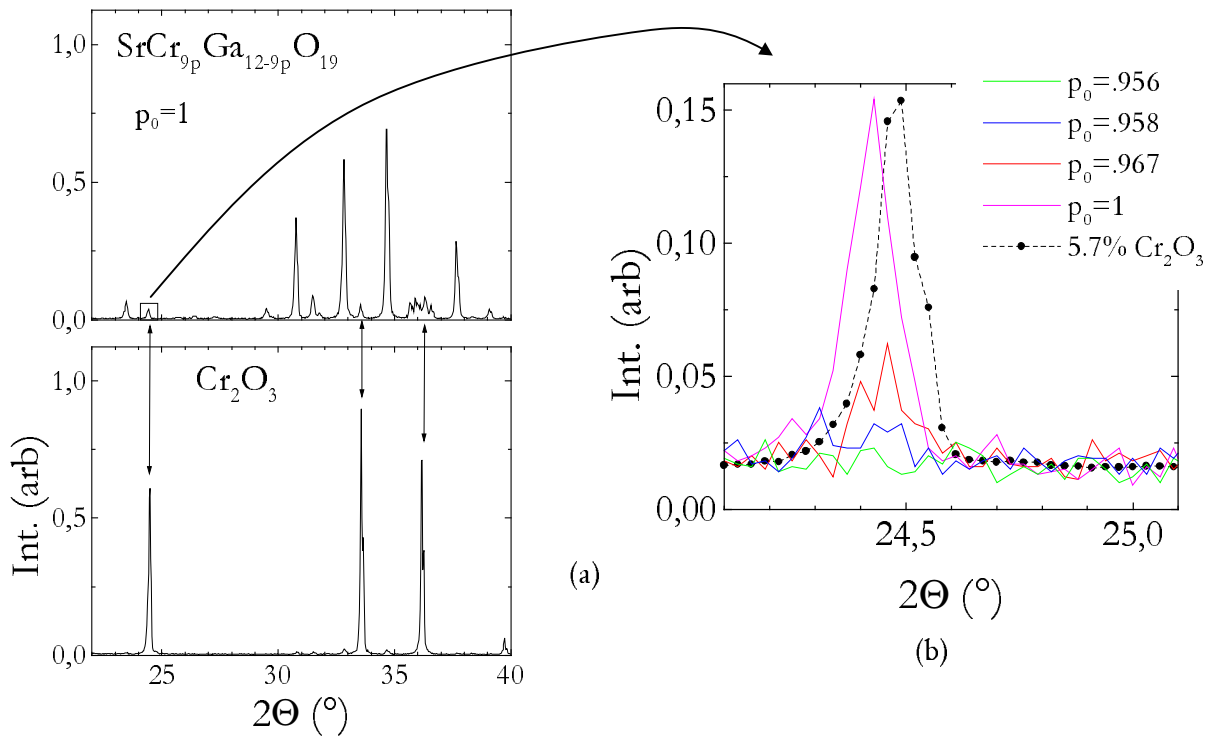 1,0
SrCr9pGa12-9pO19
p0=1
0,5
0,0
1,0
Cr2O3
Int. (arb)
0,5
0,0
25
30
35
40
2Θ (°)
(a)
p0=.956
p0=.958
p0=.967
p0=1
5.7% Cr2O3
0,15
0,10
Int. (arb)
0,05
0,00
24,5
25,0
2Θ (°)
(b)